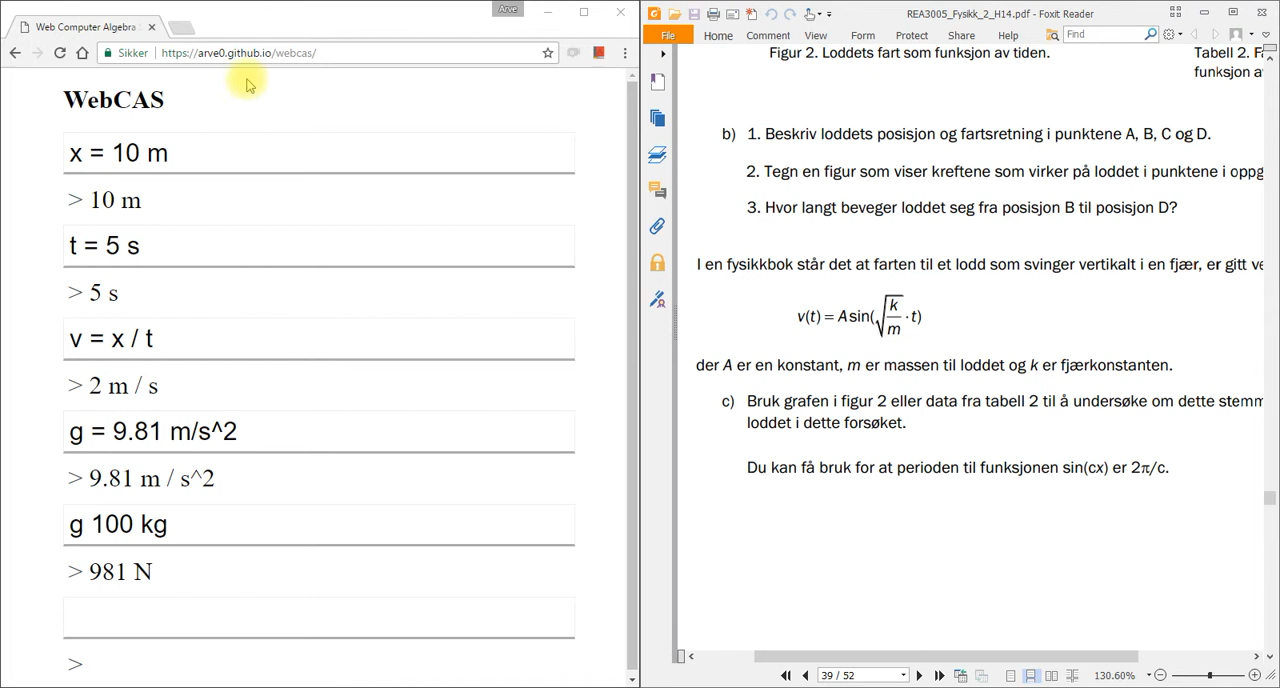 Arve
Web Computer Algebra
Sikker
https://arve0.github.io/webcas/
WebCAS
x = 10 m
> 10 m
t = 5 s
> 5 s
v = x / t
> 2 m / s
g = 9.81 m/s^2
> 9.81 m / s^2
g 100 kg
> 981 N
>
REA3005_Fysikk_2_H14.pdf - Foxit Reader
File Home Comment View Form Protect Share Help
Find
Figur 2. Loddets fart som funksjon av tiden.
Tabell 2. F
funksjon a
b) 1. Beskriv loddets posisjon og fartsretning i punktene A, B, C og D.
2. Tegn en figur som viser kreftene som virker på loddet i punktene i oppg
3. Hvor langt beveger loddet seg fra posisjon B til posisjon D?
I en fysikkbok står det at farten til et lodd som svinger vertikalt i en fjær, er gitt ve
v(t) = A sin(√(k/m) · t)
der A er en konstant, m er massen til loddet og k er fjærkonstanten.
c) Bruk grafen i figur 2 eller data fra tabell 2 til å undersøke om dette stemm
loddet i dette forsøket.
Du kan få bruk for at perioden til funksjonen sin(cx) er 2π/c.
39 / 52
130.60%